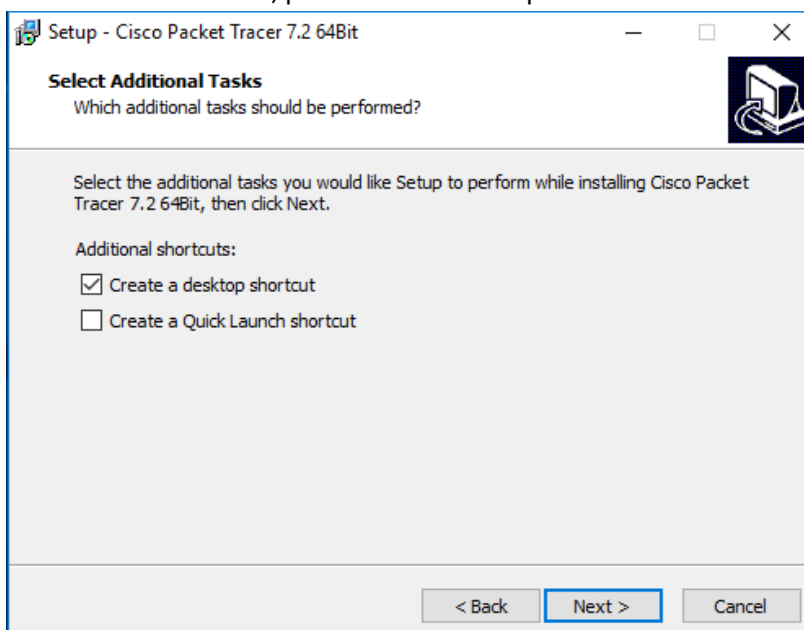 Setup - Cisco Packet Tracer 7.2 64Bit
Select Additional Tasks
Which additional tasks should be performed?
Select the additional tasks you would like Setup to perform while installing Cisco Packet
Tracer 7.2 64Bit, then click Next.
Additional shortcuts:
Create a desktop shortcut
Create a Quick Launch shortcut
< Back Next > Cancel